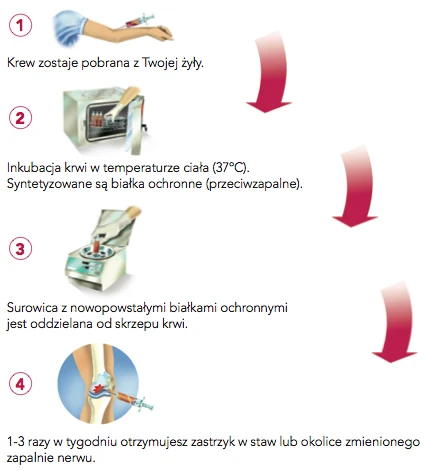 1
Krew zostaje pobrana z Twojej żyły.
2
Inkubacja krwi w temperaturze ciała (37°C).
Syntetyzowane są białka ochronne (przeciwzapalne).
3
Surowica z nowopowstałymi białkami ochronnymi
jest oddzielana od skrzepu krwi.
4
1-3 razy w tygodniu otrzymujesz zastrzyk w staw lub okolice zmienionego
zapalnie nerwu.